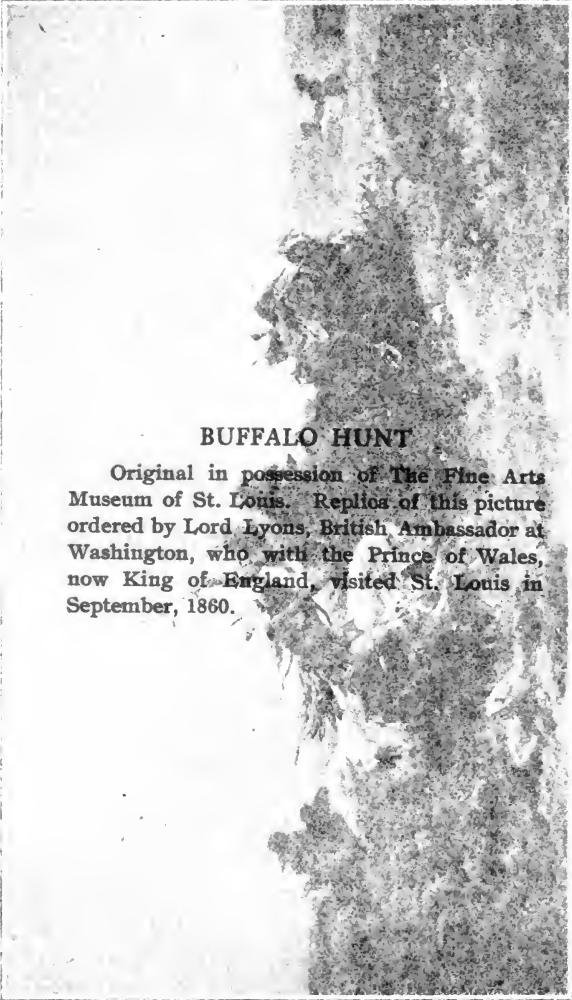 BUFFALO HUNT
Original in possession of The Fine Arts
Museum of St. Louis. Replica of this picture
ordered by Lord Lyons, British Ambassador at
Washington, who with the Prince of Wales,
now King of England, visited St. Louis in
September, 1860.